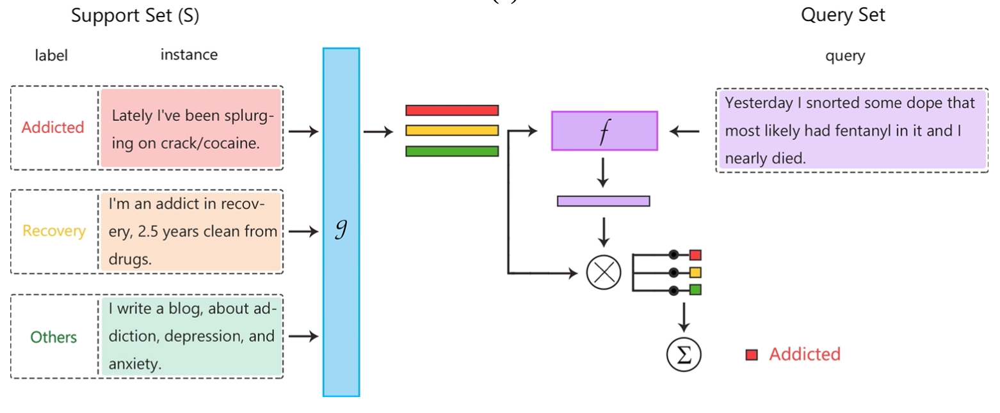 Support Set (S)
Query Set
label
instance
query
Addicted
Lately I've been splurg-
ing on crack/cocaine.
Recovery
I'm an addict in recov-
ery, 2.5 years clean from
drugs.
Others
I write a blog, about ad-
diction, depression, and
anxiety.
g
f
Yesterday I snorted some dope that
most likely had fentanyl in it and I
nearly died.
Σ
Addicted